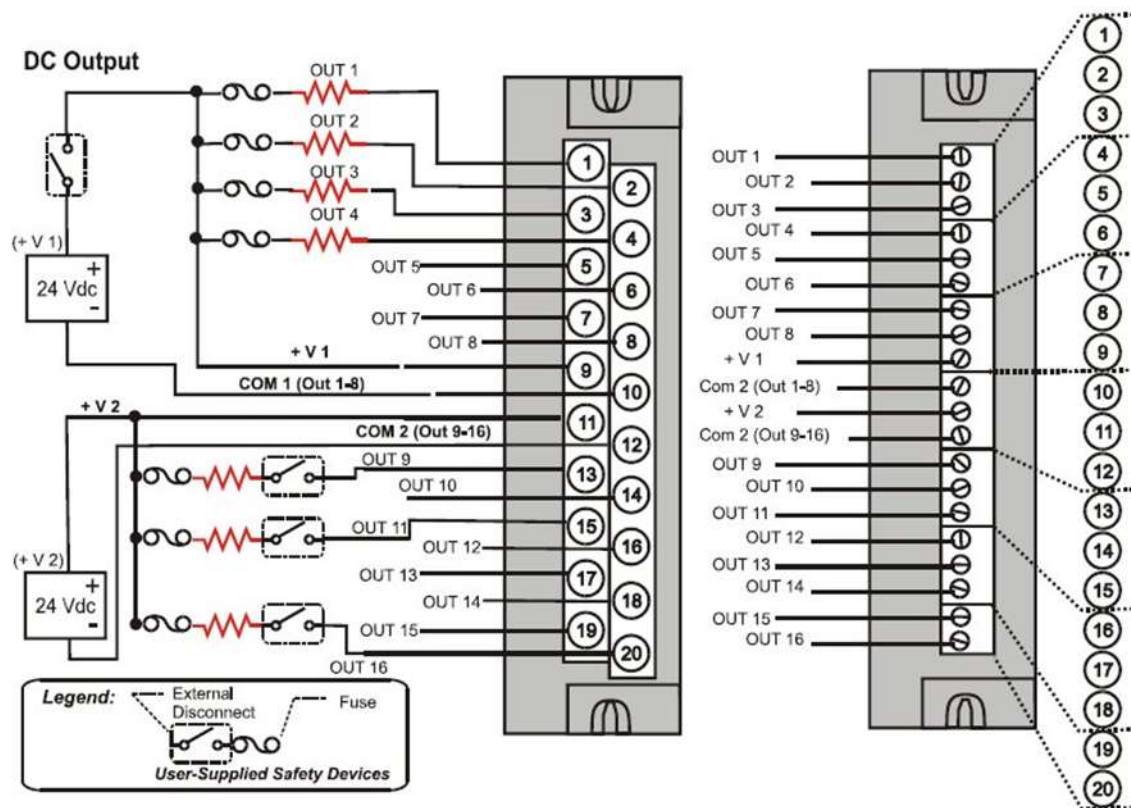 DC Output
OUT 1
OUT 2
OUT 3
OUT 4
(+ V 1)
+
24 Vdc
-
OUT 5
OUT 6
OUT 7
OUT 8
+ V 1
COM 1 (Out 1-8)
+ V 2
COM 2 (Out 9-16)
OUT 9
OUT 10
OUT 11
OUT 12
(+ V 2)
+
24 Vdc
-
OUT 13
OUT 14
OUT 15
OUT 16
1
2
3
4
5
6
7
8
9
10
11
12
13
14
15
16
17
18
19
20
Legend:
External
Disconnect
Fuse
User-Supplied Safety Devices
OUT 1
OUT 2
OUT 3
OUT 4
OUT 5
OUT 6
OUT 7
OUT 8
+ V 1
Com 2 (Out 1-8)
+ V 2
Com 2 (Out 9-16)
OUT 9
OUT 10
OUT 11
OUT 12
OUT 13
OUT 14
OUT 15
OUT 16
1
2
3
4
5
6
7
8
9
10
11
12
13
14
15
16
17
18
19
20